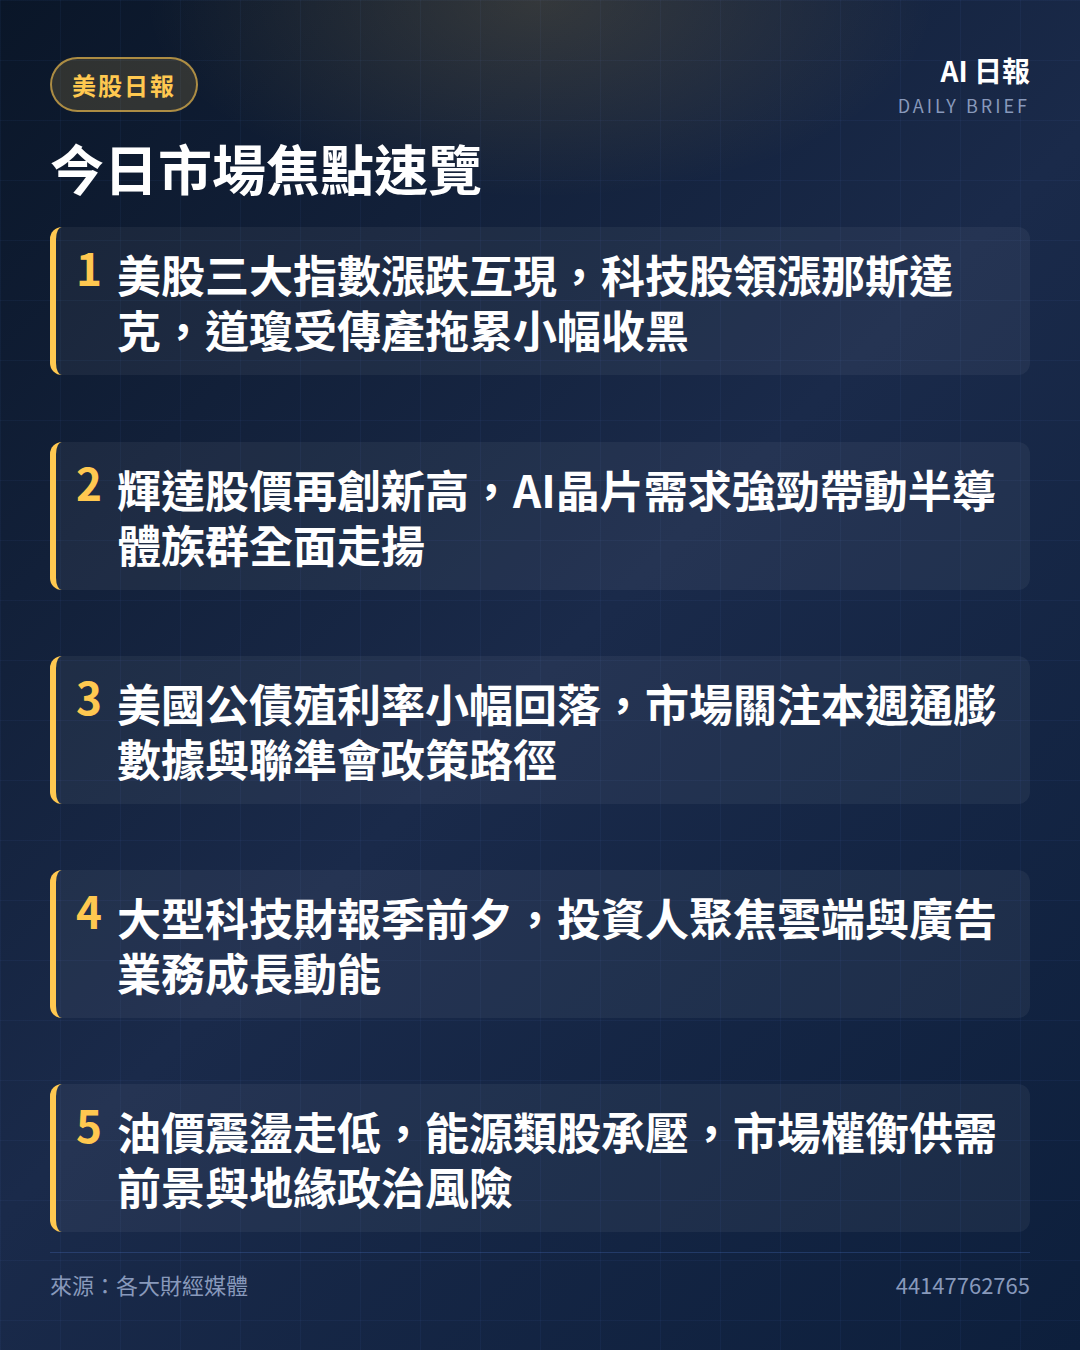 美股日報
AI 日報
DAILY BRIEF
今日市場焦點速覽
1 美股三大指數漲跌互現，科技股領漲那斯達
克，道瓊受傳產拖累小幅收黑
2 輝達股價再創新高，AI晶片需求強勁帶動半導
體族群全面走揚
3 美國公債殖利率小幅回落，市場關注本週通膨
數據與聯準會政策路徑
4 大型科技財報季前夕，投資人聚焦雲端與廣告
業務成長動能
5 油價震盪走低，能源類股承壓，市場權衡供需
前景與地緣政治風險
來源：各大財經媒體
44147762765